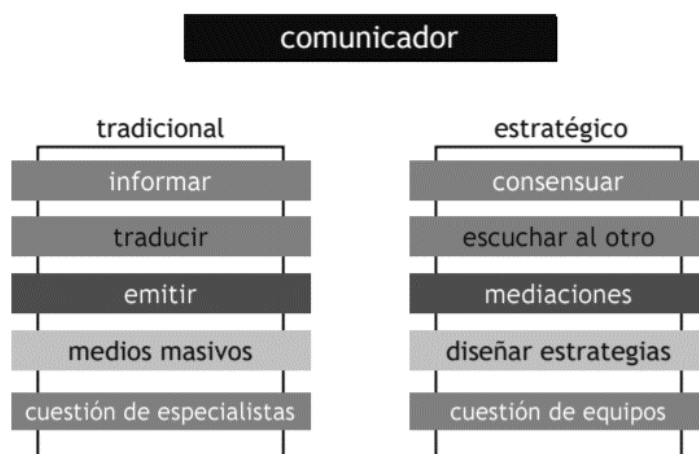 comunicador
tradicional
informar
traducir
emitir
medios masivos
cuestión de especialistas
estratégico
consensuar
escuchar al otro
mediaciones
diseñar estrategias
cuestión de equipos